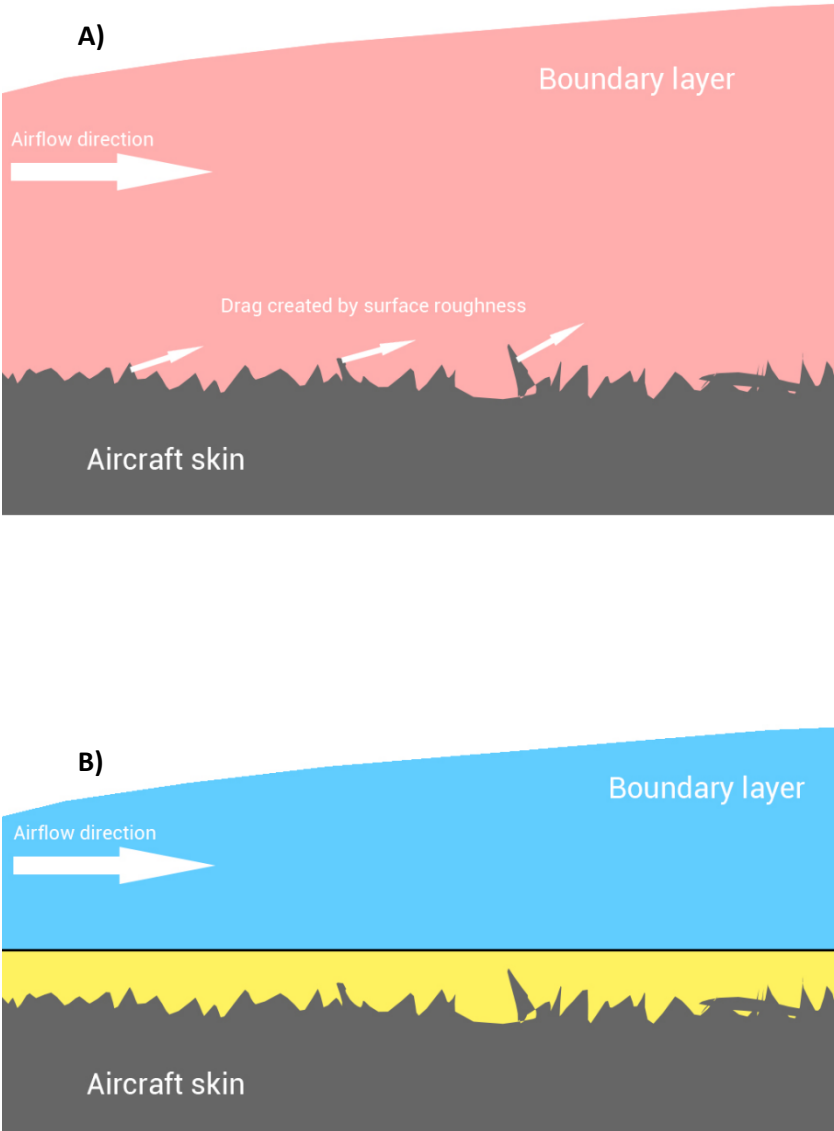 A)
Boundary layer
Airflow direction
Drag created by surface roughness
Aircraft skin
B)
Boundary layer
Airflow direction
Aircraft skin